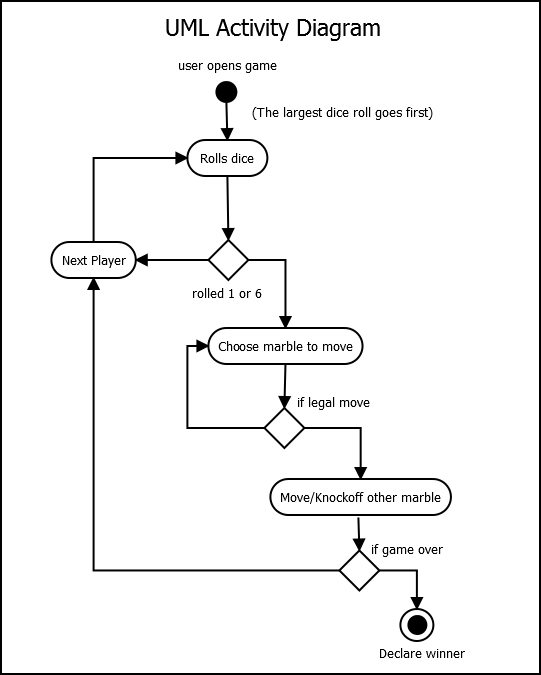 UML Activity Diagram
user opens game
(The largest dice roll goes first)
Rolls dice
Next Player
rolled 1 or 6
Choose marble to move
if legal move
Move/Knockoff other marble
if game over
Declare winner